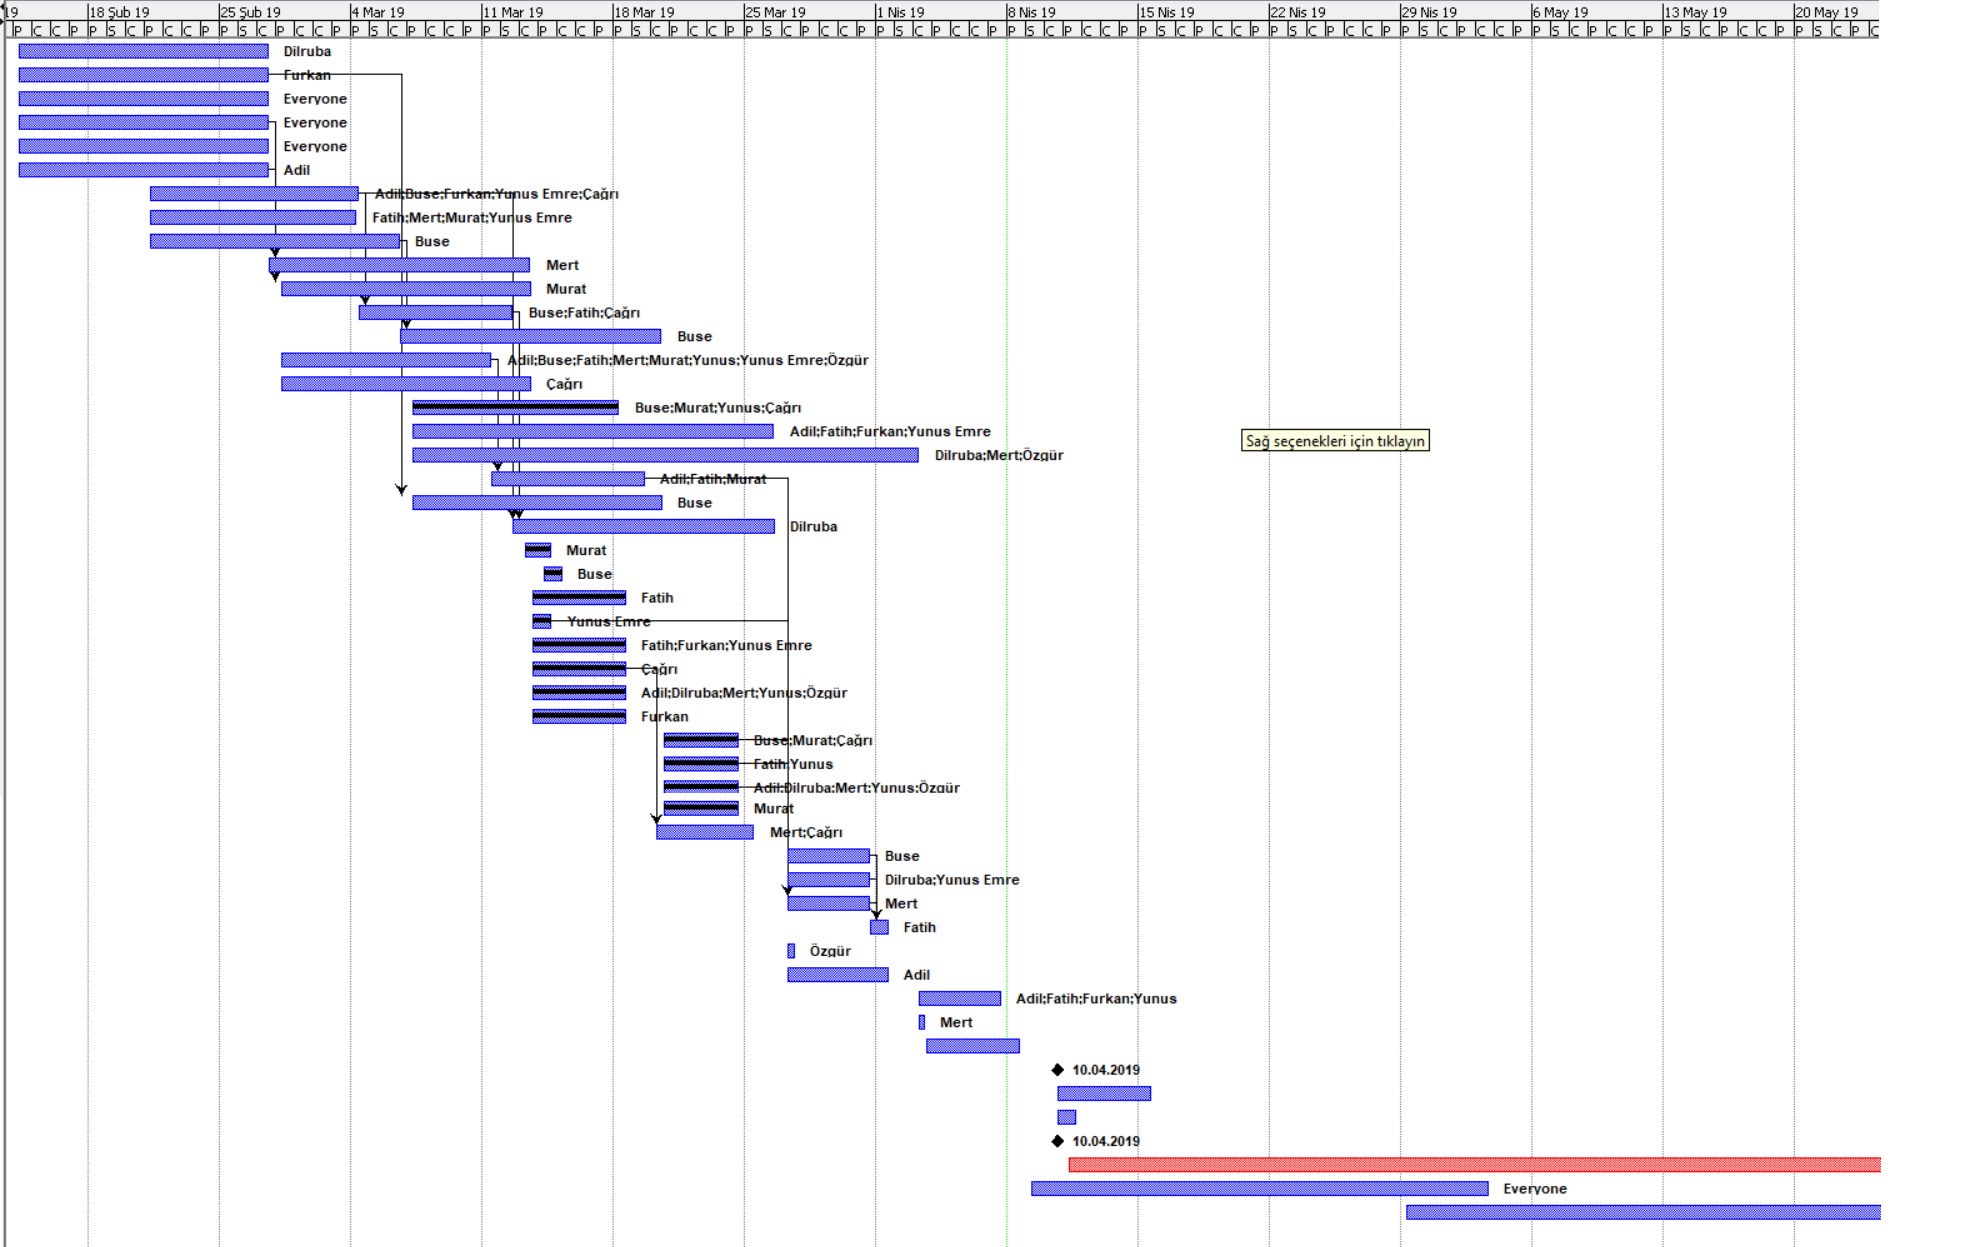 19 18 Şub 19 25 Şub 19 4 Mar 19 11 Mar 19 18 Mar 19 25 Mar 19 1 Nis 19 8 Nis 19 15 Nis 19 22 Nis 19 29 Nis 19 6 May 19 13 May 19 20 May 19
P C C P P S Ç C C P P S Ç C C P P S Ç C C P P S Ç C C P P S Ç C C P P S Ç C C P P S Ç C C P P S Ç C C P P S Ç C C P P S Ç C C P P S Ç C C P P S Ç C C P P S Ç
Dilruba
Furkan
Everyone
Everyone
Everyone
Adil
Adil;Buse;Furkan;Yunus Emre;Çağrı
Fatih;Mert;Murat;Yunus Emre
Buse
Mert
Murat
Buse;Fatih;Çağrı
Buse
Adil;Buse;Fatih;Mert;Murat;Yunus;Yunus Emre;Özgür
Çağrı
Buse;Murat;Yunus;Çağrı
Adil;Fatih;Furkan;Yunus Emre
Sağ seçenekleri için tıklayın
Dilruba;Mert;Özgür
Adil;Fatih;Murat
Buse
Dilruba
Murat
Buse
Fatih
Yunus Emre
Fatih;Furkan;Yunus Emre
Çağrı
Adil;Dilruba;Mert;Yunus;Özgür
Furkan
Buse;Murat;Çağrı
Fatih;Yunus
Adil;Dilruba;Mert;Yunus;Özgür
Murat
Mert;Çağrı
Buse
Dilruba;Yunus Emre
Mert
Fatih
Özgür
Adil
Adil;Fatih;Furkan;Yunus
Mert
10.04.2019
10.04.2019
Everyone